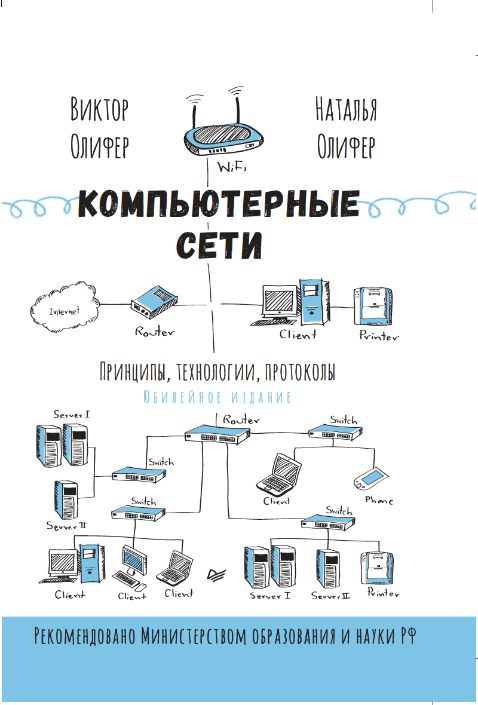 Виктор
Олифер
Наталья
Олифер
WiFi
КОМПЬЮТЕРНЫЕ
СЕТИ
Internet
Router
Client
Printer
Принципы, технологии, протоколы
Юбилейное издание
Server I
Router
Switch
Switch
Server II
Switch
Client
Phone
Switch
Client
Client
Client
Server I
Server II
Printer
Рекомендовано Министерством образования и науки РФ